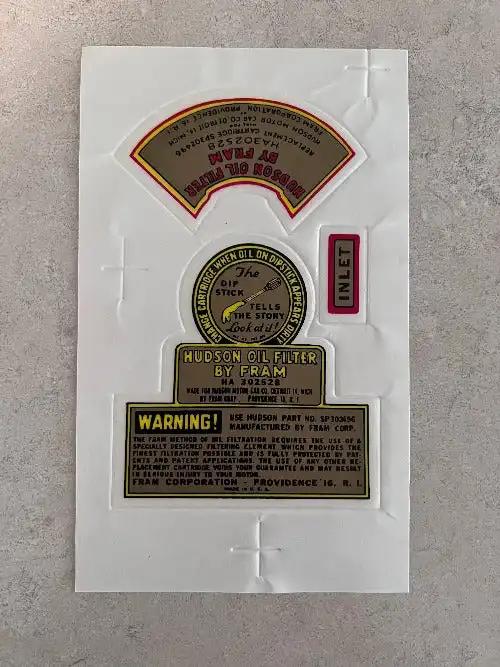 HUDSON OIL FILTER
BY FRAM
HA302528
REPLACEMENT CARTRIDGE SP302496
MADE FOR
HUDSON MOTOR CAR CO. DETROIT 14, MICH
BY
FRAM CORPORATION PROVIDENCE 16, R. I.
INLET
CHANGE CARTRIDGE WHEN OIL ON DIPSTICK APPEARS DIRTY
The
DIP
STICK
TELLS
THE STORY
Look at it!
HUDSON OIL FILTER
BY FRAM
HA 302528
MADE FOR HUDSON MOTOR CAR CO. DETROIT 14, MICH
BY FRAM CORP. PROVIDENCE 16, R. I.
WARNING!
USE HUDSON PART NO. SP302496
MANUFACTURED BY FRAM CORP.
THE FRAM METHOD OF OIL FILTRATION REQUIRES THE USE OF A
SPECIALLY DESIGNED FILTERING ELEMENT WHICH PROVIDES THE
FINEST FILTRATION POSSIBLE AND IS FULLY PROTECTED BY PAT-
ENTS AND PATENT APPLICATIONS. THE USE OF ANY OTHER RE-
PLACEMENT CARTRIDGE VOIDS YOUR GUARANTEE AND MAY RESULT
IN SERIOUS INJURY TO YOUR MOTOR.
FRAM CORPORATION - PROVIDENCE 16, R. I.
MADE IN U. S. A.